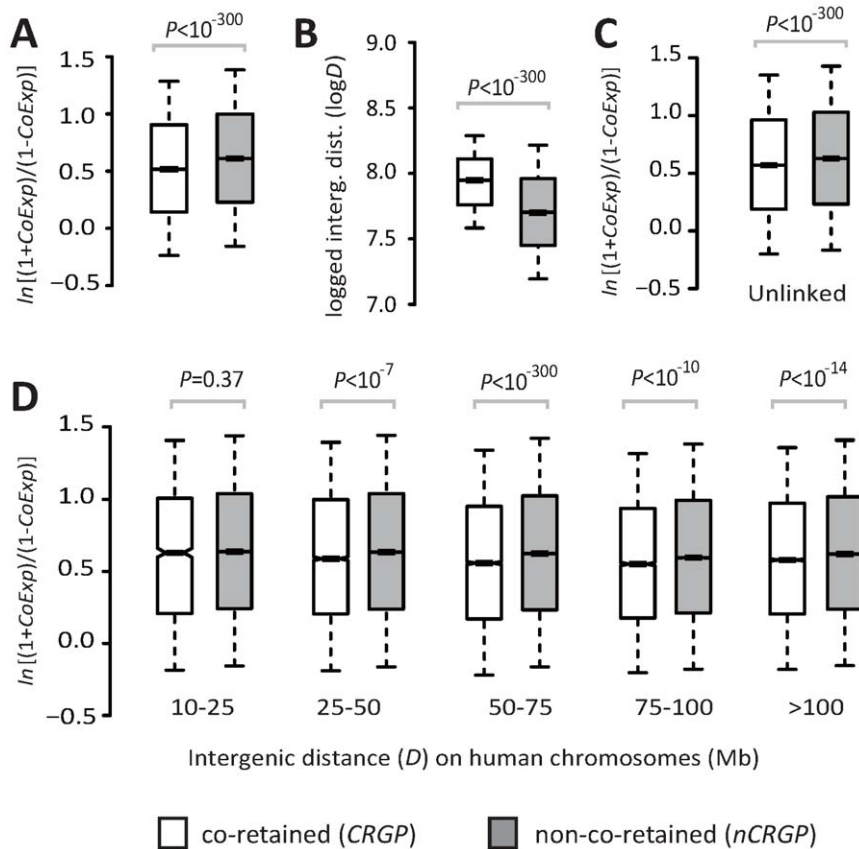 A
P<10⁻³⁰⁰
ln [(1+CoExp)/(1-CoExp)]
1.5
1.0
0.5
0.0
−0.5
B
P<10⁻³⁰⁰
logged interg. dist. (logD)
9.0
8.5
8.0
7.5
7.0
C
P<10⁻³⁰⁰
ln [(1+CoExp)/(1-CoExp)]
1.5
1.0
0.5
0.0
−0.5
Unlinked
D
P=0.37
P<10⁻⁷
P<10⁻³⁰⁰
P<10⁻¹⁰
P<10⁻¹⁴
ln [(1+CoExp)/(1-CoExp)]
1.5
1.0
0.5
0.0
−0.5
10-25 25-50 50-75 75-100 >100
Intergenic distance (D) on human chromosomes (Mb)
co-retained (CRGP) non-co-retained (nCRGP)